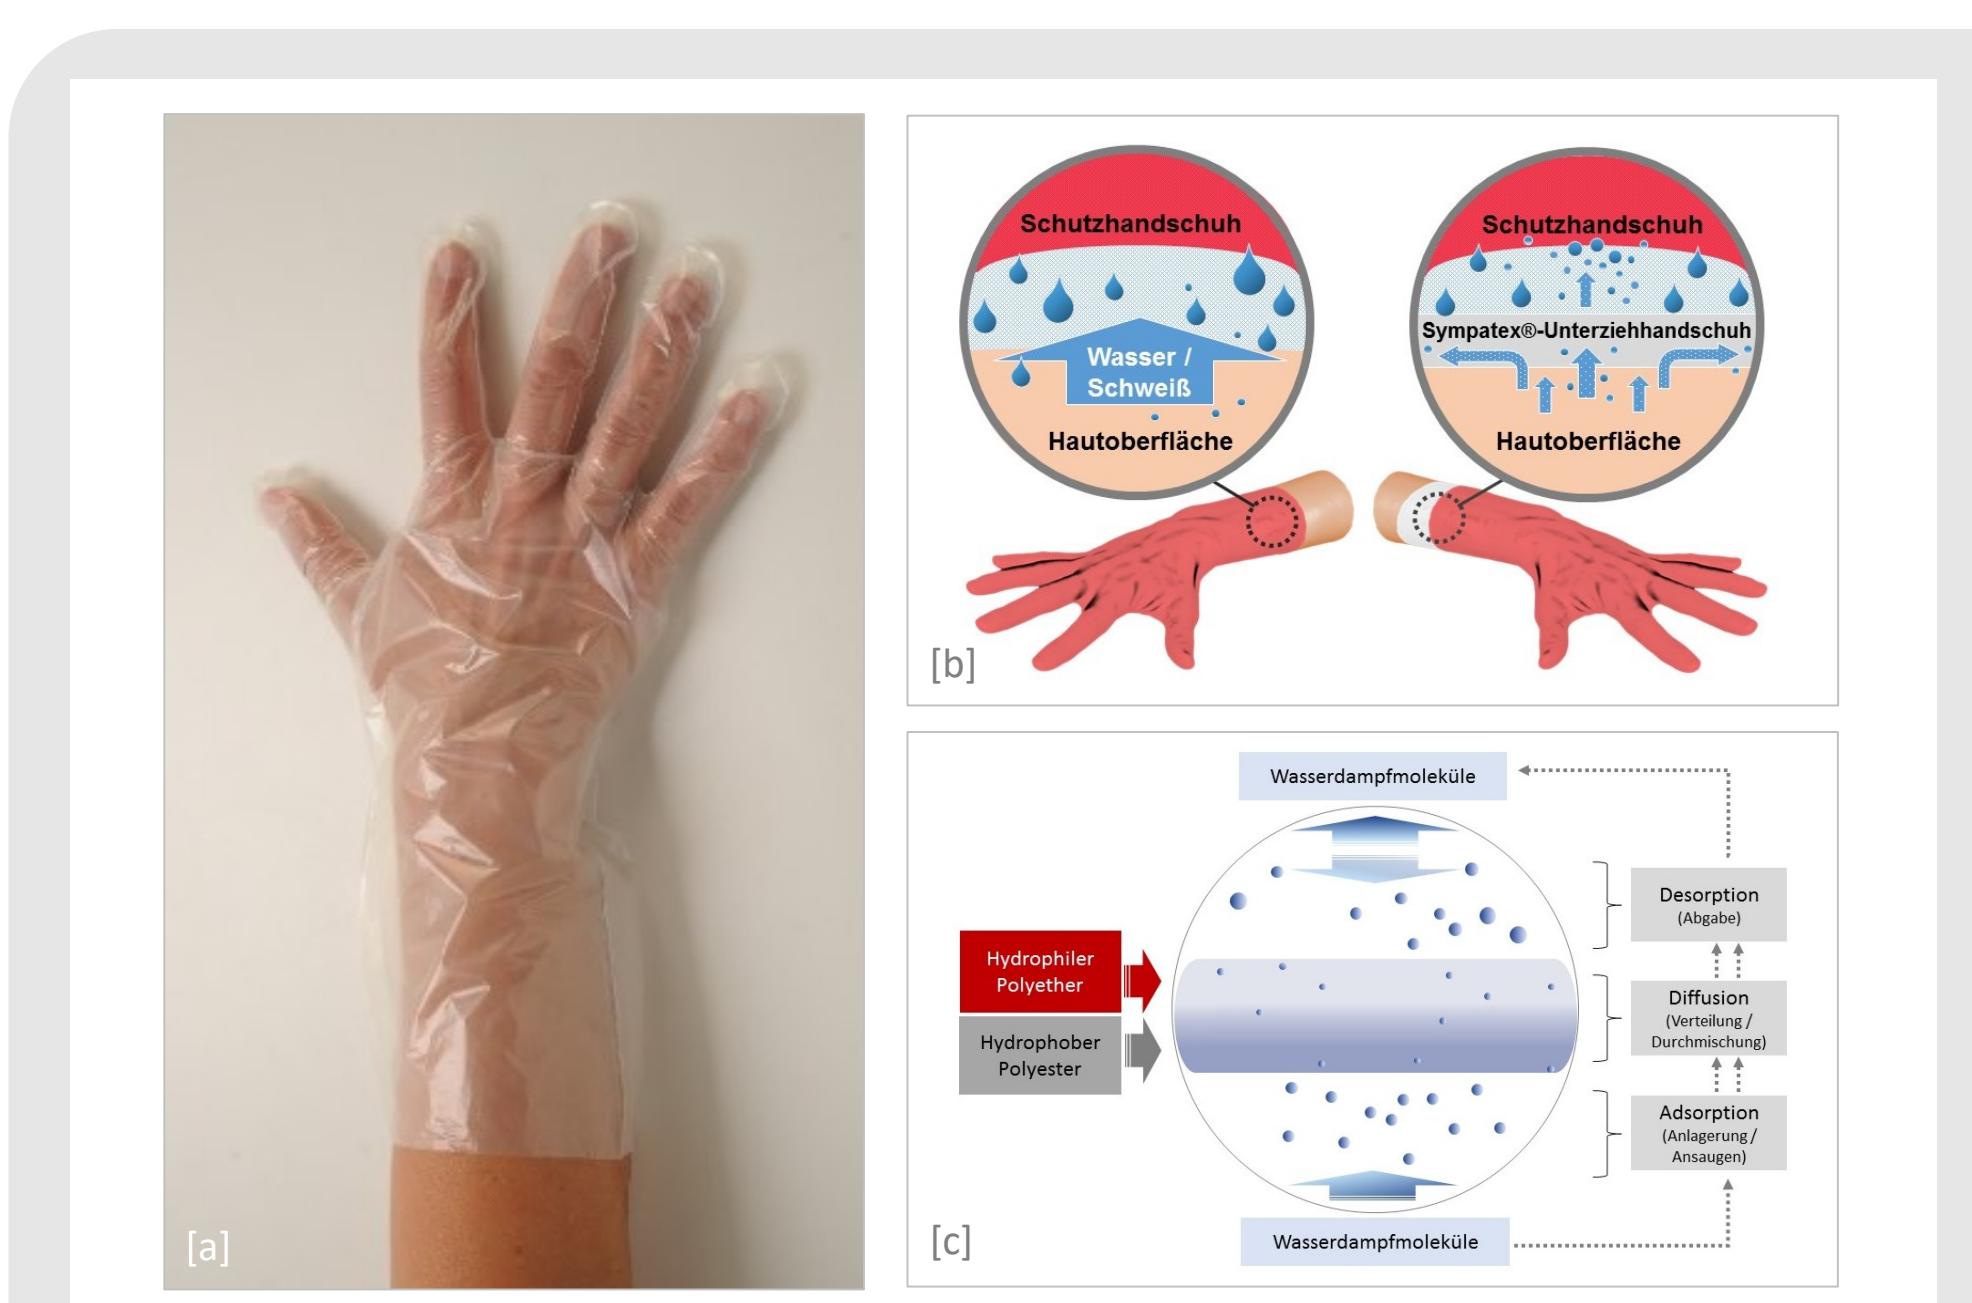 [a]
Schutzhandschuh
Wasser /
Schweiß
Hautoberfläche
Schutzhandschuh
Sympatex®-Unterziehhandschuh
Hautoberfläche
[b]
Wasserdampfmoleküle
Hydrophiler
Polyether
Hydrophober
Polyester
Desorption
(Abgabe)
Diffusion
(Verteilung /
Durchmischung)
Adsorption
(Anlagerung /
Ansaugen)
Wasserdampfmoleküle
[c]